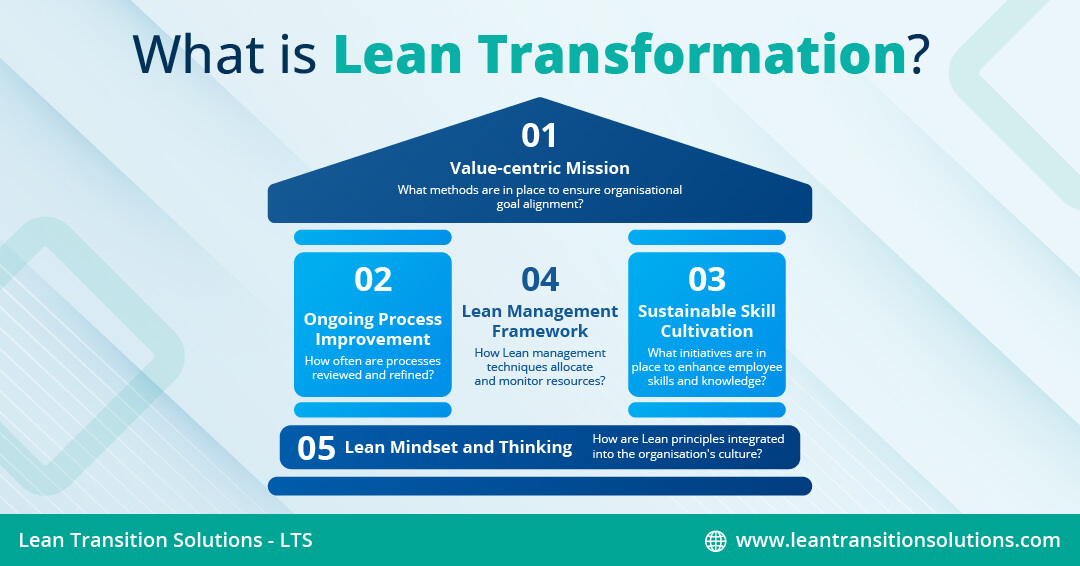 What is Lean Transformation?
01
Value-centric Mission
What methods are in place to ensure organisational
goal alignment?
02
Ongoing Process
Improvement
How often are processes
reviewed and refined?
04
Lean Management
Framework
How Lean management
techniques allocate
and monitor resources?
03
Sustainable Skill
Cultivation
What initiatives are in
place to enhance employee
skills and knowledge?
05 Lean Mindset and Thinking
How are Lean principles integrated
into the organisation's culture?
Lean Transition Solutions - LTS
www.leantransitionsolutions.com